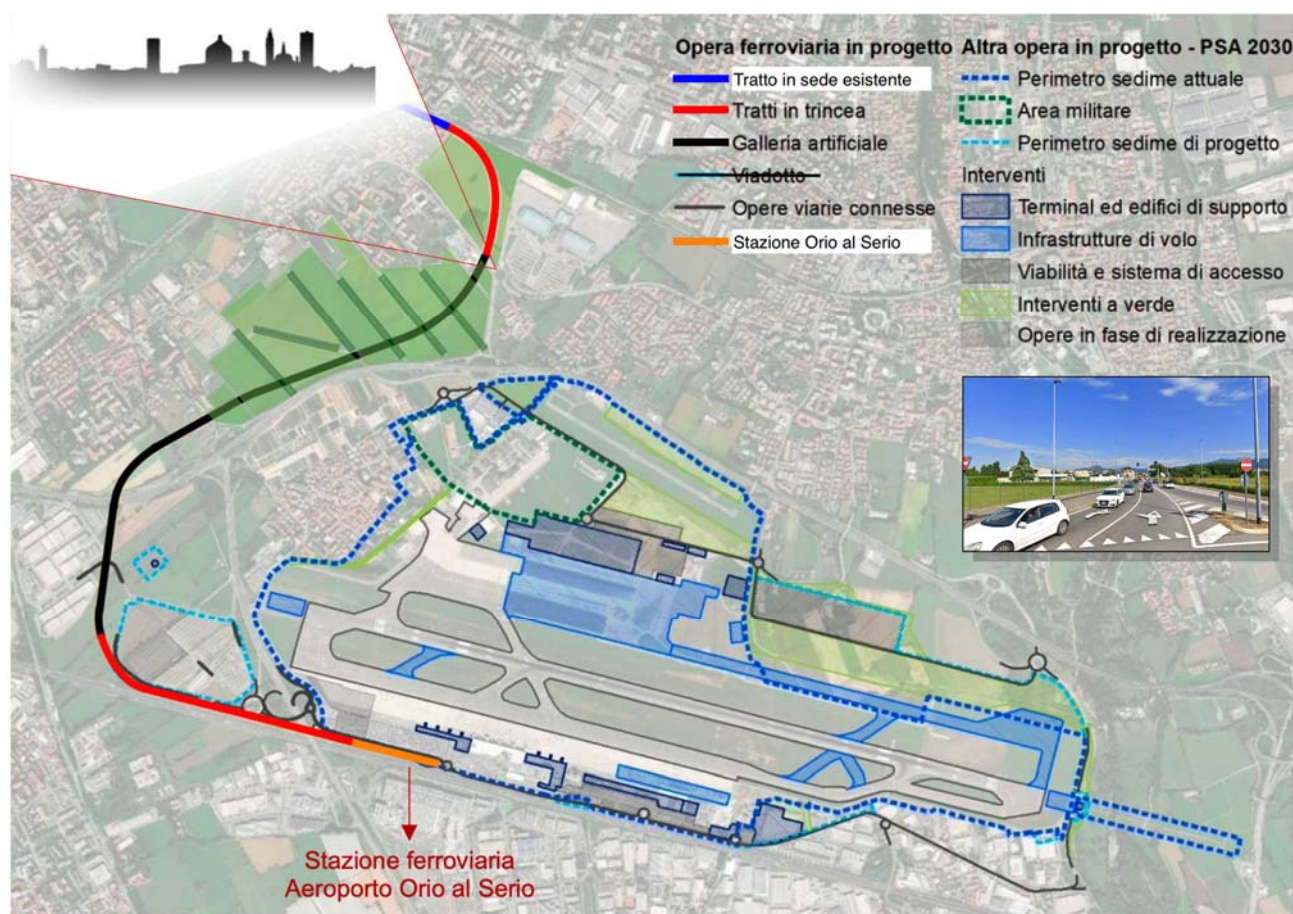 Opera ferroviaria in progetto
Tratto in sede esistente
Tratti in trincea
Galleria artificiale
Viadotto
Opere viarie connesse
Stazione Orio al Serio
Altra opera in progetto - PSA 2030
Perimetro sedime attuale
Area militare
Perimetro sedime di progetto
Interventi
Terminal ed edifici di supporto
Infrastrutture di volo
Viabilità e sistema di accesso
Interventi a verde
Opere in fase di realizzazione
Stazione ferroviaria
Aeroporto Orio al Serio